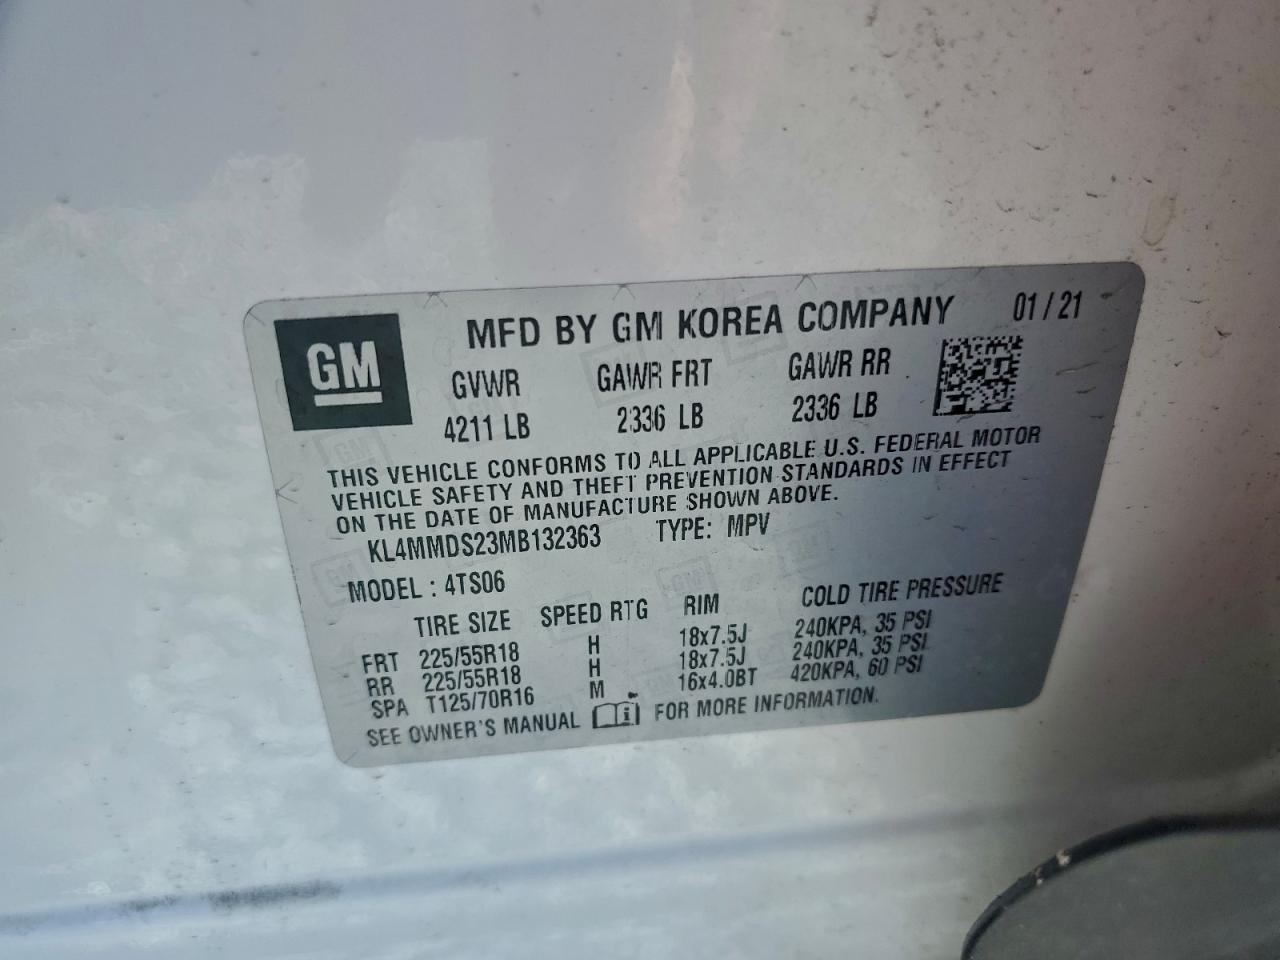 MFD BY GM KOREA COMPANY 01/21
GM
GVWR GAWR FRT GAWR RR
4211 LB 2336 LB 2336 LB
THIS VEHICLE CONFORMS TO ALL APPLICABLE U.S. FEDERAL MOTOR
VEHICLE SAFETY AND THEFT PREVENTION STANDARDS IN EFFECT
ON THE DATE OF MANUFACTURE SHOWN ABOVE.
KL4MMDS23MB132363 TYPE: MPV
MODEL : 4TS06
TIRE SIZE SPEED RTG RIM COLD TIRE PRESSURE
FRT 225/55R18 H 18x7.5J 240KPA, 35 PSI
RR 225/55R18 H 18x7.5J 240KPA, 35 PSI
SPA T125/70R16 M 16x4.0BT 420KPA, 60 PSI
SEE OWNER'S MANUAL FOR MORE INFORMATION.